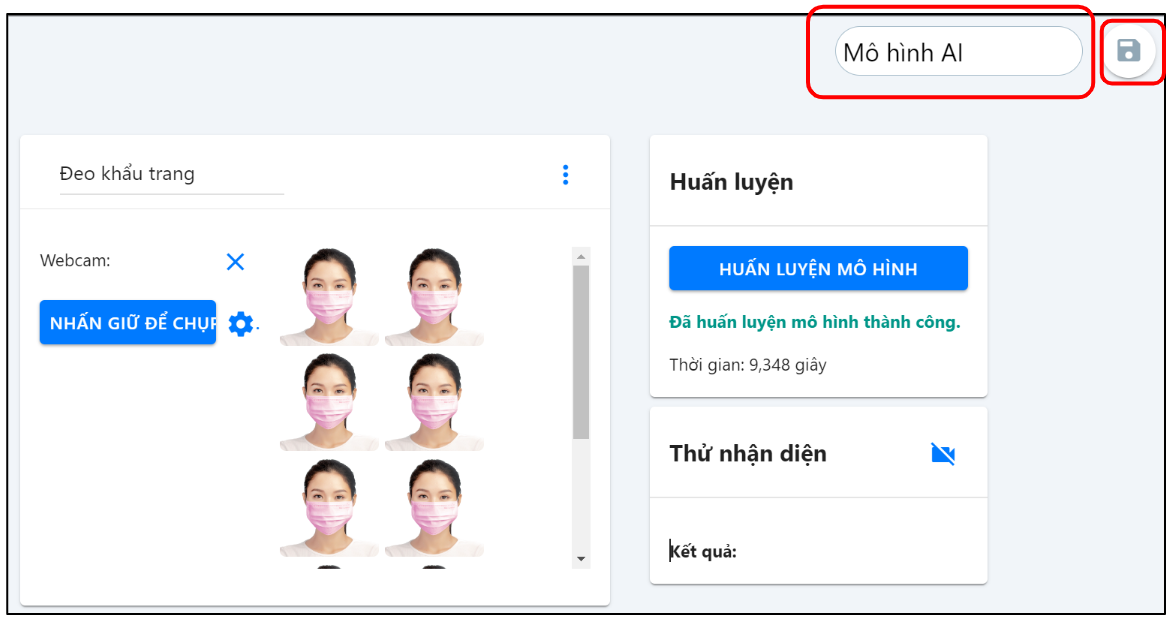 Mô hình AI
Đeo khẩu trang
Webcam:
NHẤN GIỮ ĐỂ CHỤP
Huấn luyện
HUẤN LUYỆN MÔ HÌNH
Đã huấn luyện mô hình thành công.
Thời gian: 9,348 giây
Thử nhận diện
Kết quả: